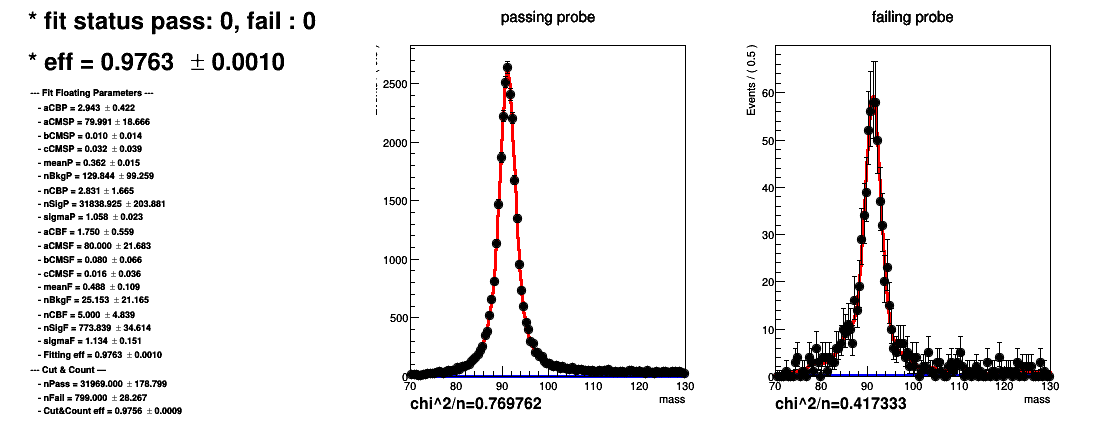 * fit status pass: 0, fail : 0
* eff = 0.9763 ± 0.0010
--- Fit Floating Parameters ---
- aCBP = 2.943 ± 0.422
- aCMSP = 79.991 ± 18.666
- bCMSP = 0.010 ± 0.014
- cCMSP = 0.032 ± 0.039
- meanP = 0.362 ± 0.015
- nBkgP = 129.844 ± 99.259
- nCBP = 2.831 ± 1.665
- nSigP = 31838.925 ± 203.881
- sigmaP = 1.058 ± 0.023
- aCBF = 1.750 ± 0.559
- aCMSF = 80.000 ± 21.683
- bCMSF = 0.080 ± 0.066
- cCMSF = 0.016 ± 0.036
- meanF = 0.488 ± 0.109
- nBkgF = 25.153 ± 21.165
- nCBF = 5.000 ± 4.839
- nSigF = 773.839 ± 34.614
- sigmaF = 1.134 ± 0.151
- Fitting eff = 0.9763 ± 0.0010
--- Cut & Count ---
- nPass = 31969.000 ± 178.799
- nFail = 799.000 ± 28.267
- Cut&Count eff = 0.9756 ± 0.0009
passing probe
2500
2000
1500
1000
500
0
70 80 90 100 110 120 130
mass
chi^2/n=0.769762
failing probe
Events / ( 0.5 )
60
50
40
30
20
10
0
70 80 90 100 110 120 130
mass
chi^2/n=0.417333